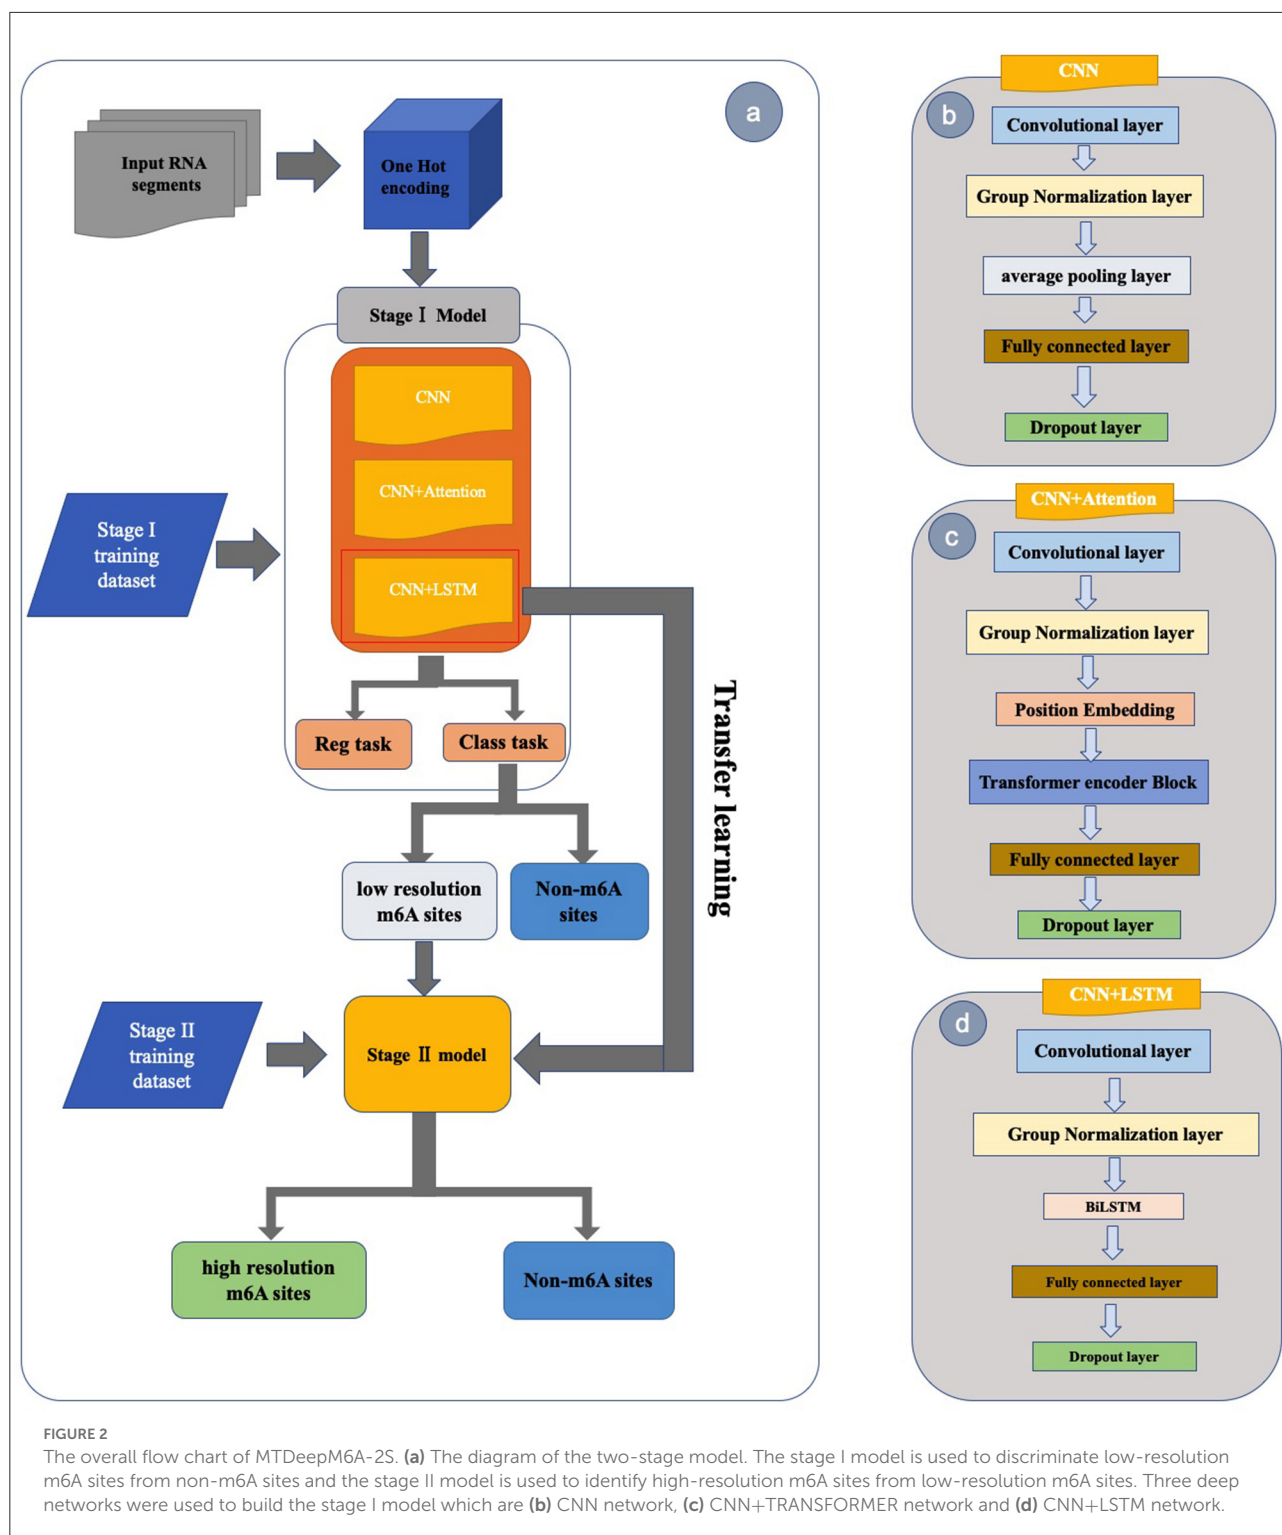 a
Input RNA
segments
One Hot
encoding
Stage Ⅰ Model
CNN
CNN+Attention
CNN+LSTM
Stage I
training
dataset
Reg task
Class task
Transfer learning
low resolution
m6A sites
Non-m6A
sites
Stage II
training
dataset
Stage Ⅱ model
high resolution
m6A sites
Non-m6A sites
CNN
b
Convolutional layer
Group Normalization layer
average pooling layer
Fully connected layer
Dropout layer
CNN+Attention
c
Convolutional layer
Group Normalization layer
Position Embedding
Transformer encoder Block
Fully connected layer
Dropout layer
CNN+LSTM
d
Convolutional layer
Group Normalization layer
BiLSTM
Fully connected layer
Dropout layer
FIGURE 2
The overall flow chart of MTDeepM6A-2S. (a) The diagram of the two-stage model. The stage I model is used to discriminate low-resolution
m6A sites from non-m6A sites and the stage II model is used to identify high-resolution m6A sites from low-resolution m6A sites. Three deep
networks were used to build the stage I model which are (b) CNN network, (c) CNN+TRANSFORMER network and (d) CNN+LSTM network.